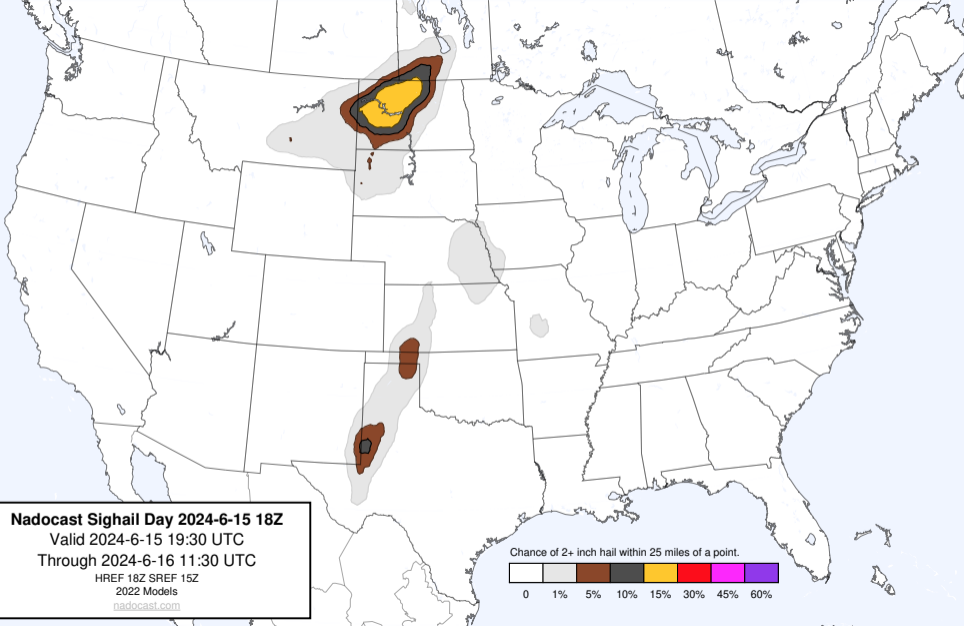 Nadocast Sighail Day 2024-6-15 18Z
Valid 2024-6-15 19:30 UTC
Through 2024-6-16 11:30 UTC
HREF 18Z SREF 15Z
2022 Models
nadocast.com
Chance of 2+ inch hail within 25 miles of a point.
0 1% 5% 10% 15% 30% 45% 60%